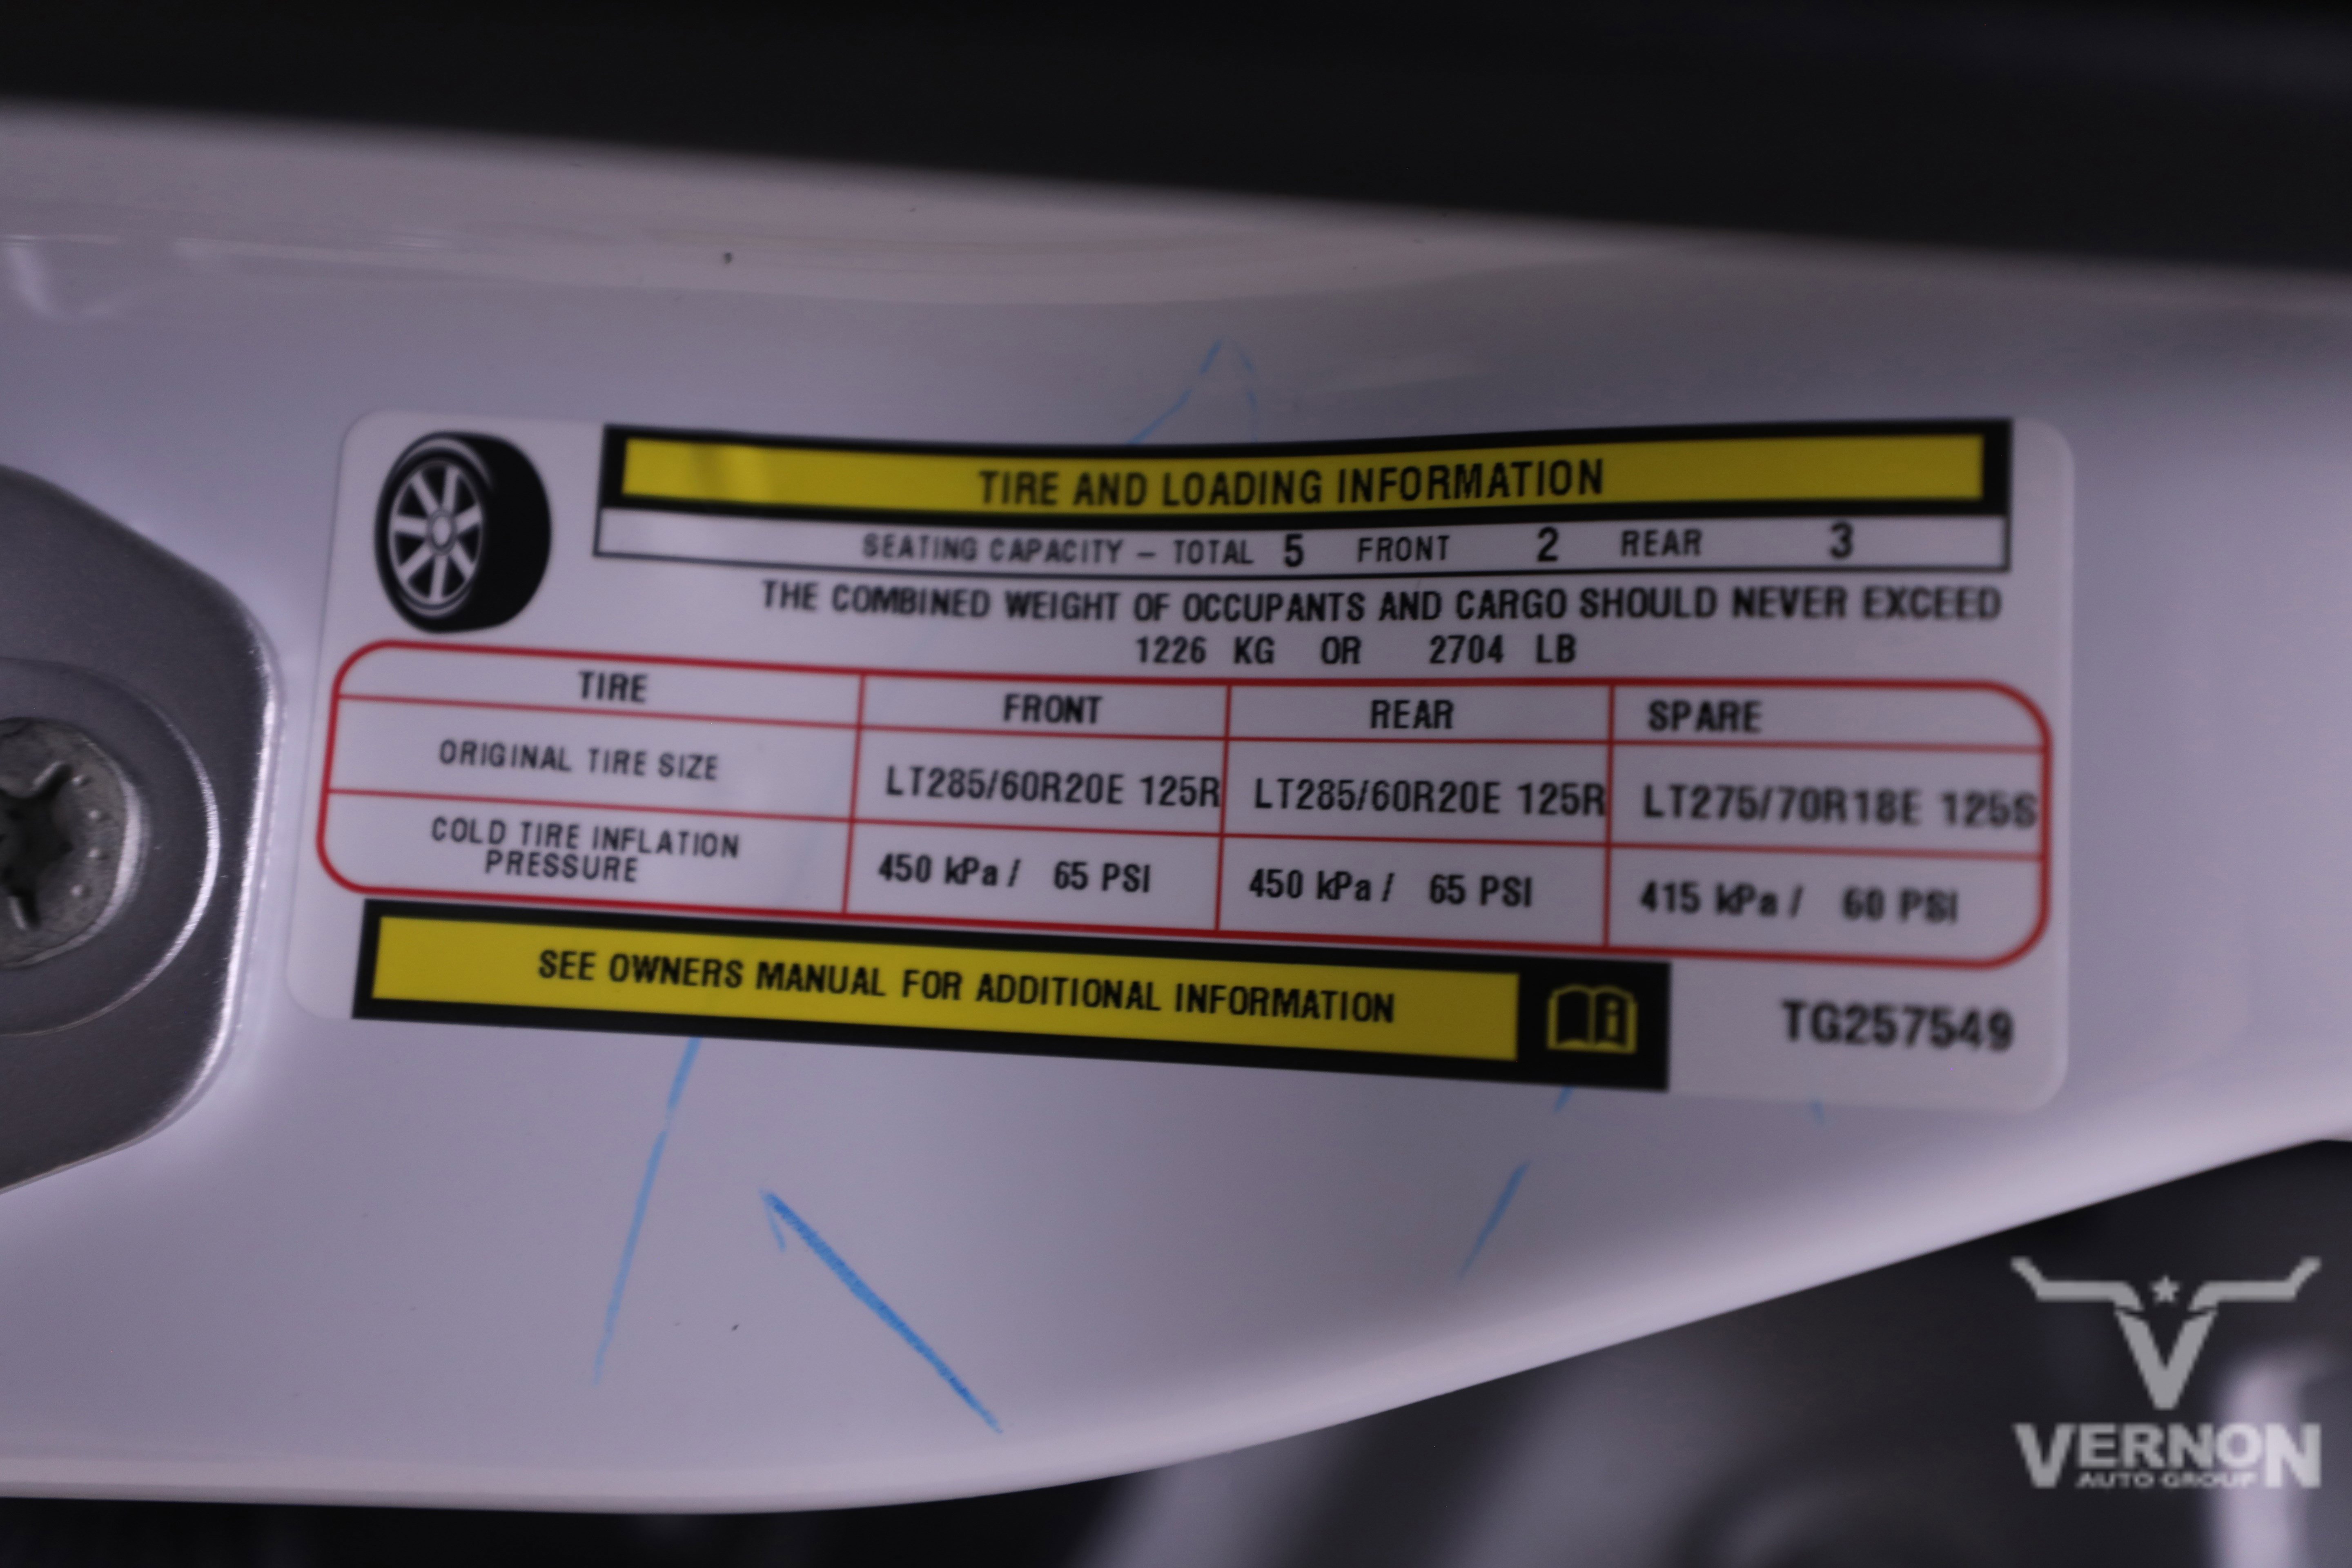 TIRE AND LOADING INFORMATION
SEATING CAPACITY – TOTAL 5 FRONT 2 REAR 3
THE COMBINED WEIGHT OF OCCUPANTS AND CARGO SHOULD NEVER EXCEED
1226 KG OR 2704 LB
TIRE FRONT REAR SPARE
ORIGINAL TIRE SIZE LT285/60R20E 125R LT285/60R20E 125R LT275/70R18E 125S
COLD TIRE INFLATION
PRESSURE 450 kPa / 65 PSI 450 kPa / 65 PSI 415 kPa / 60 PSI
SEE OWNERS MANUAL FOR ADDITIONAL INFORMATION
TG257549
VERNON
AUTO GROUP